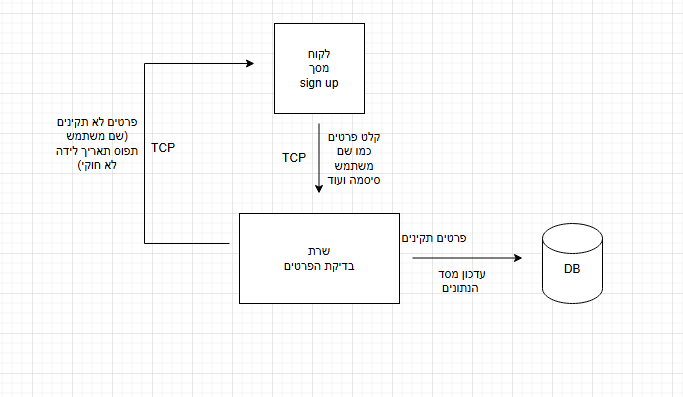 לקוח
מסך
sign up
פרטים לא תקינים
(שם משתמש
תפוס תאריך לידה
לא חוקי)
TCP
TCP
קלט פרטים
כמו שם
משתמש
סיסמה ועוד
שרת
בדיקת הפרטים
פרטים תקינים
עדכון מסד
הנתונים
DB